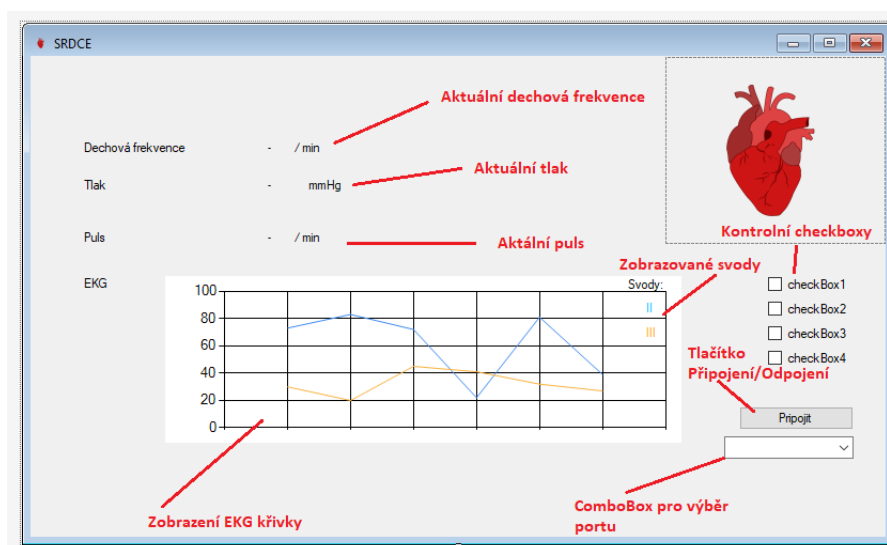 SRDCE
Aktuální dechová frekvence
Dechová frekvence - / min
Aktuální tlak
Tlak - mmHg
Kontrolní checkboxy
Puls - / min
Aktální puls
Zobrazované svody
EKG
Svody:
II
III
100
80
60
40
20
0
checkBox1
checkBox2
checkBox3
checkBox4
Tlačítko
Připojení/Odpojení
Pripojit
ComboBox pro výběr
portu
Zobrazení EKG křivky